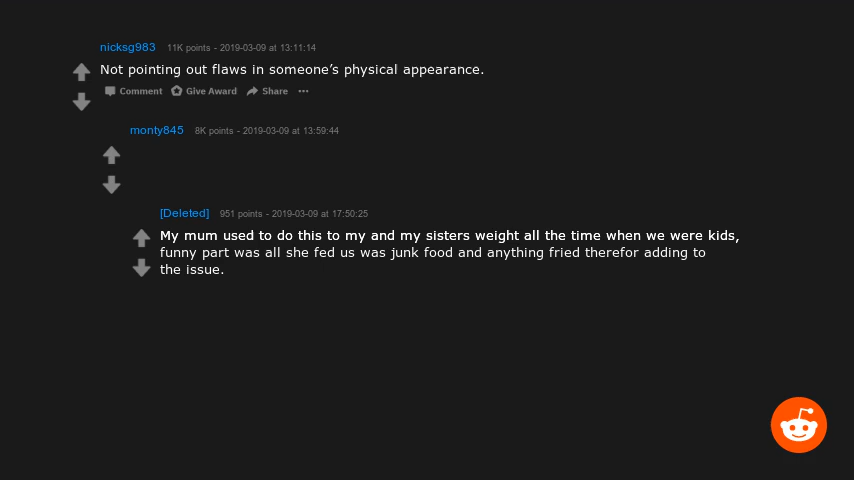 nicksg983 11K points - 2019-03-09 at 13:11:14
Not pointing out flaws in someone’s physical appearance.
Comment Give Award Share ...
monty845 8K points - 2019-03-09 at 13:59:44
[Deleted] 951 points - 2019-03-09 at 17:50:25
My mum used to do this to my and my sisters weight all the time when we were kids,
funny part was all she fed us was junk food and anything fried therefor adding to
the issue.